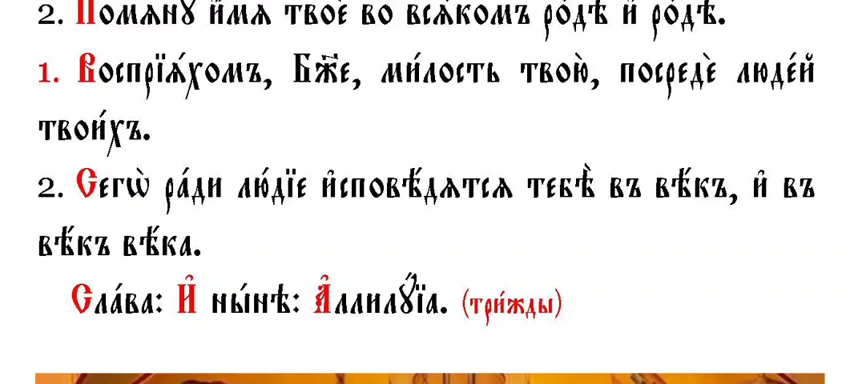 2. Помѧнꙋ̀ и҆́мѧ твоѐ во всѧ́комъ ро́дѣ и҆ ро́дѣ.
1. Воспрїѧ́хомъ, Бж҃е, ми́лость твою̀, посредѐ люде́й
твои́хъ.
2. Сегѡ̀ ра́ди лю́дїе и҆сповѣ́дѧтсѧ тебѣ̀ въ вѣ́къ, и҆ въ
вѣ́къ вѣ́ка.
Сла́ва: И҆ ны́нѣ: А҆ллилꙋ́їа. (три́жды)